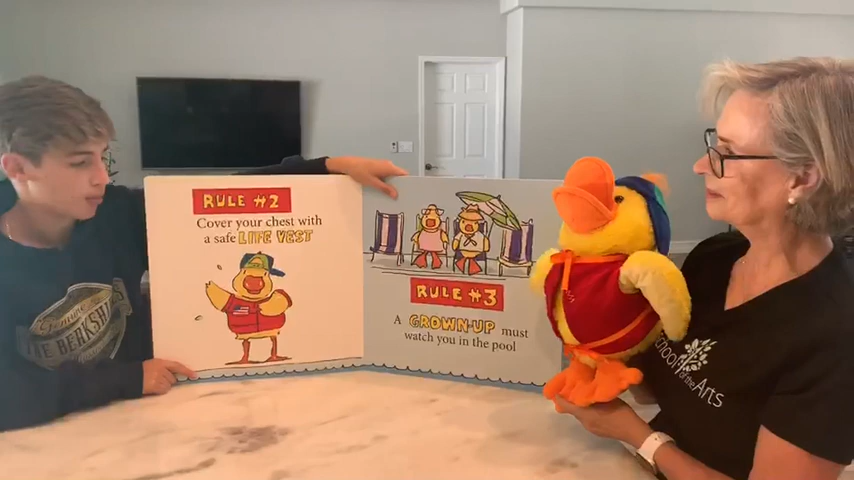 RULE #2
Cover your chest with
a safe LIFE VEST
RULE #3
A GROWN-UP must
watch you in the pool
THE BERKSHIRES
School
of the Arts